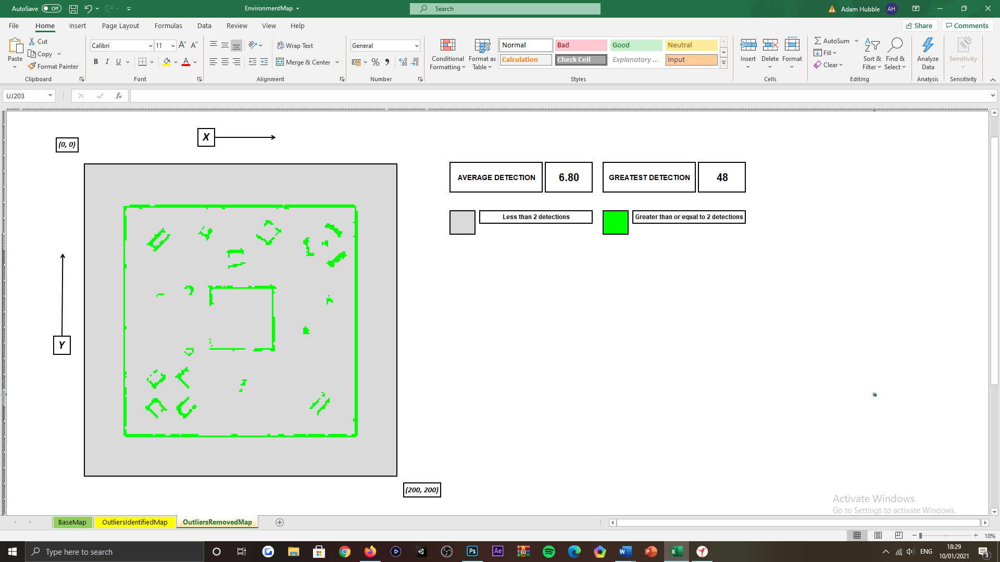 AutoSave Off
EnvironmentMap
Search
Adam Hubble
AH
File Home Insert Page Layout Formulas Data Review View Help
Share Comments
Paste
Cut
Copy
Format Painter
Clipboard
Calibri 11
B I U
Font
Wrap Text
Merge & Center
Alignment
General
Number
Conditional Formatting
Format as Table
Normal Bad Good Neutral
Calculation Check Cell Explanatory ... Input
Styles
Insert Delete Format
Cells
AutoSum
Fill
Clear
Sort & Filter
Find & Select
Editing
Analyze Data
Analysis
Sensitivity
Sensitivity
UJ203
fx
X
(0, 0)
AVERAGE DETECTION 6.80 GREATEST DETECTION 48
Less than 2 detections Greater than or equal to 2 detections
Y
(200, 200)
Activate Windows
Go to Settings to activate Windows.
BaseMap OutliersIdentifiedMap OutliersRemovedMap
10%
Type here to search
Ps
Ae
ENG
18:29
10/01/2021
3